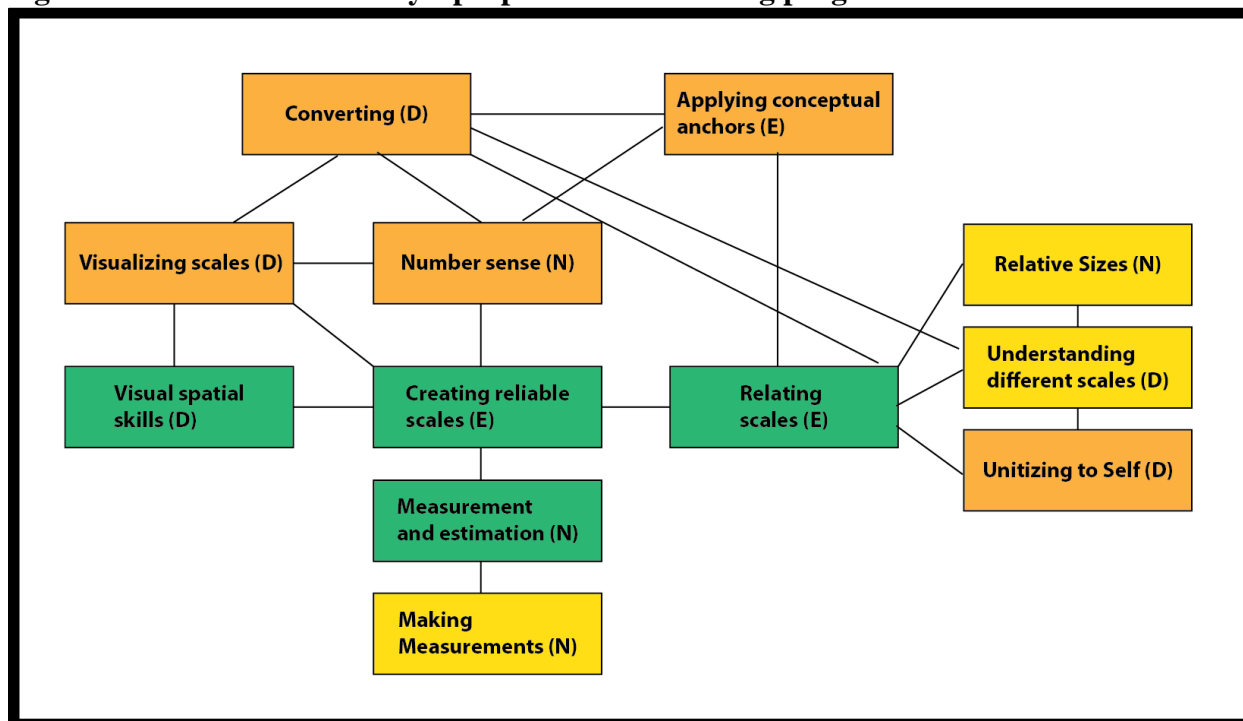 Converting (D)
Applying conceptual
anchors (E)
Visualizing scales (D)
Number sense (N)
Relative Sizes (N)
Understanding
different scales (D)
Visual spatial
skills (D)
Creating reliable
scales (E)
Relating
scales (E)
Unitizing to Self (D)
Measurement
and estimation (N)
Making
Measurements (N)